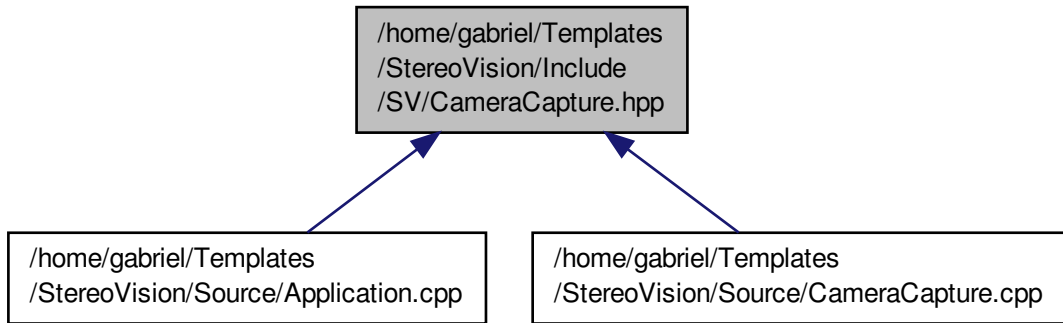 /home/gabriel/Templates
/StereoVision/Include
/SV/CameraCapture.hpp
/home/gabriel/Templates
/StereoVision/Source/Application.cpp
/home/gabriel/Templates
/StereoVision/Source/CameraCapture.cpp